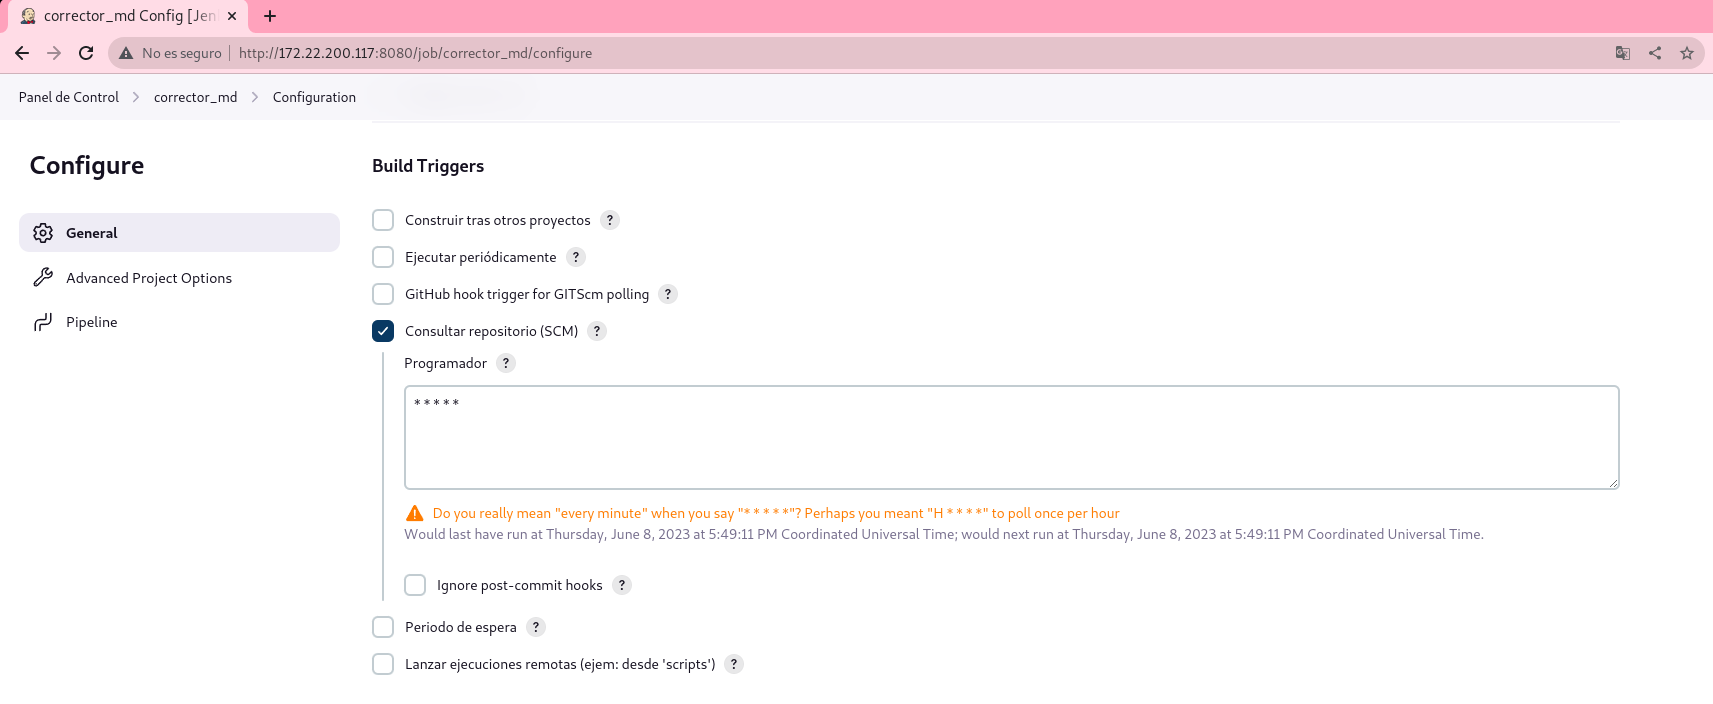 corrector_md Config [Jen
No es seguro http://172.22.200.117:8080/job/corrector_md/configure
Panel de Control corrector_md Configuration
Configure
General
Advanced Project Options
Pipeline
Build Triggers
Construir tras otros proyectos ?
Ejecutar periódicamente ?
GitHub hook trigger for GITScm polling ?
Consultar repositorio (SCM) ?
Programador ?
* * * * *
Do you really mean "every minute" when you say "* * * * *"? Perhaps you meant "H * * * *" to poll once per hour
Would last have run at Thursday, June 8, 2023 at 5:49:11 PM Coordinated Universal Time; would next run at Thursday, June 8, 2023 at 5:49:11 PM Coordinated Universal Time.
Ignore post-commit hooks ?
Periodo de espera ?
Lanzar ejecuciones remotas (ejem: desde 'scripts') ?